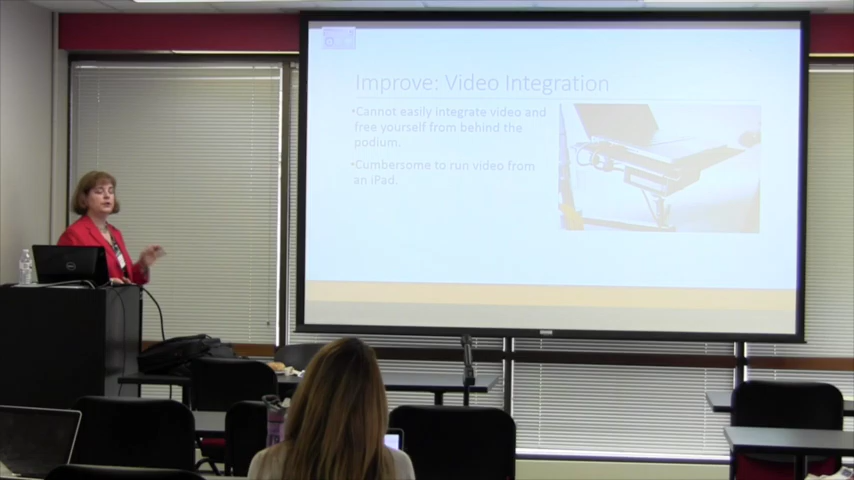 Improve: Video Integration
•Cannot easily integrate video and
free yourself from behind the
podium.
•Cumbersome to run video from
an iPad.
DELL